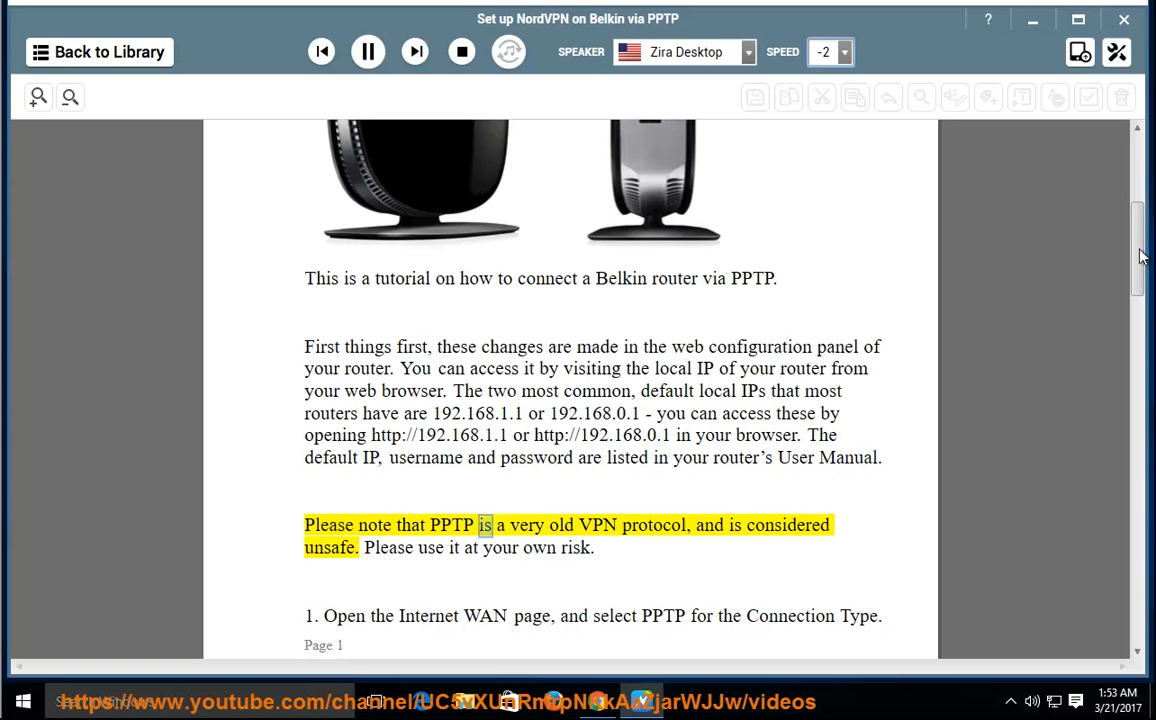 Set up NordVPN on Belkin via PPTP
?
Back to Library
SPEAKER
Zira Desktop
SPEED
-2
This is a tutorial on how to connect a Belkin router via PPTP.
First things first, these changes are made in the web configuration panel of
your router. You can access it by visiting the local IP of your router from
your web browser. The two most common, default local IPs that most
routers have are 192.168.1.1 or 192.168.0.1 - you can access these by
opening http://192.168.1.1 or http://192.168.0.1 in your browser. The
default IP, username and password are listed in your router’s User Manual.
Please note that PPTP is a very old VPN protocol, and is considered
unsafe. Please use it at your own risk.
1. Open the Internet WAN page, and select PPTP for the Connection Type.
Page 1
Search Windows
1:53 AM
3/21/2017